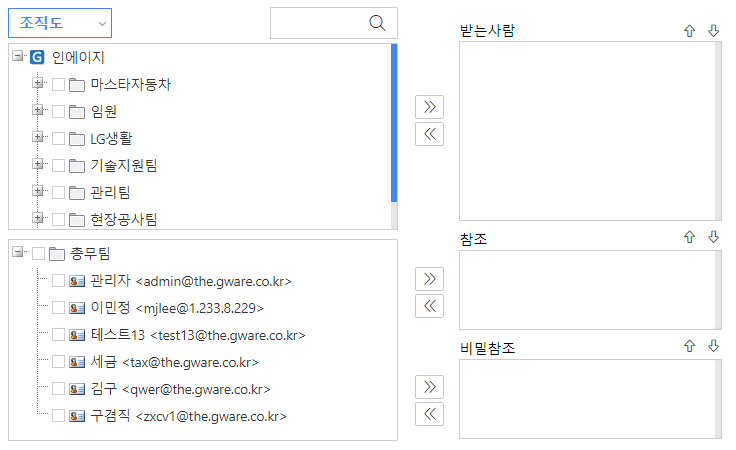 조직도
인에이지
마스타자동차
임원
LG생활
기술지원팀
관리팀
현장공사팀
총무팀
관리자 <admin@the.gware.co.kr>
이민정 <mjlee@1.233.8.229>
테스트13 <test13@the.gware.co.kr>
세금 <tax@the.gware.co.kr>
김구 <qwer@the.gware.co.kr>
구겸직 <zxcv1@the.gware.co.kr>
받는사람
참조
비밀참조